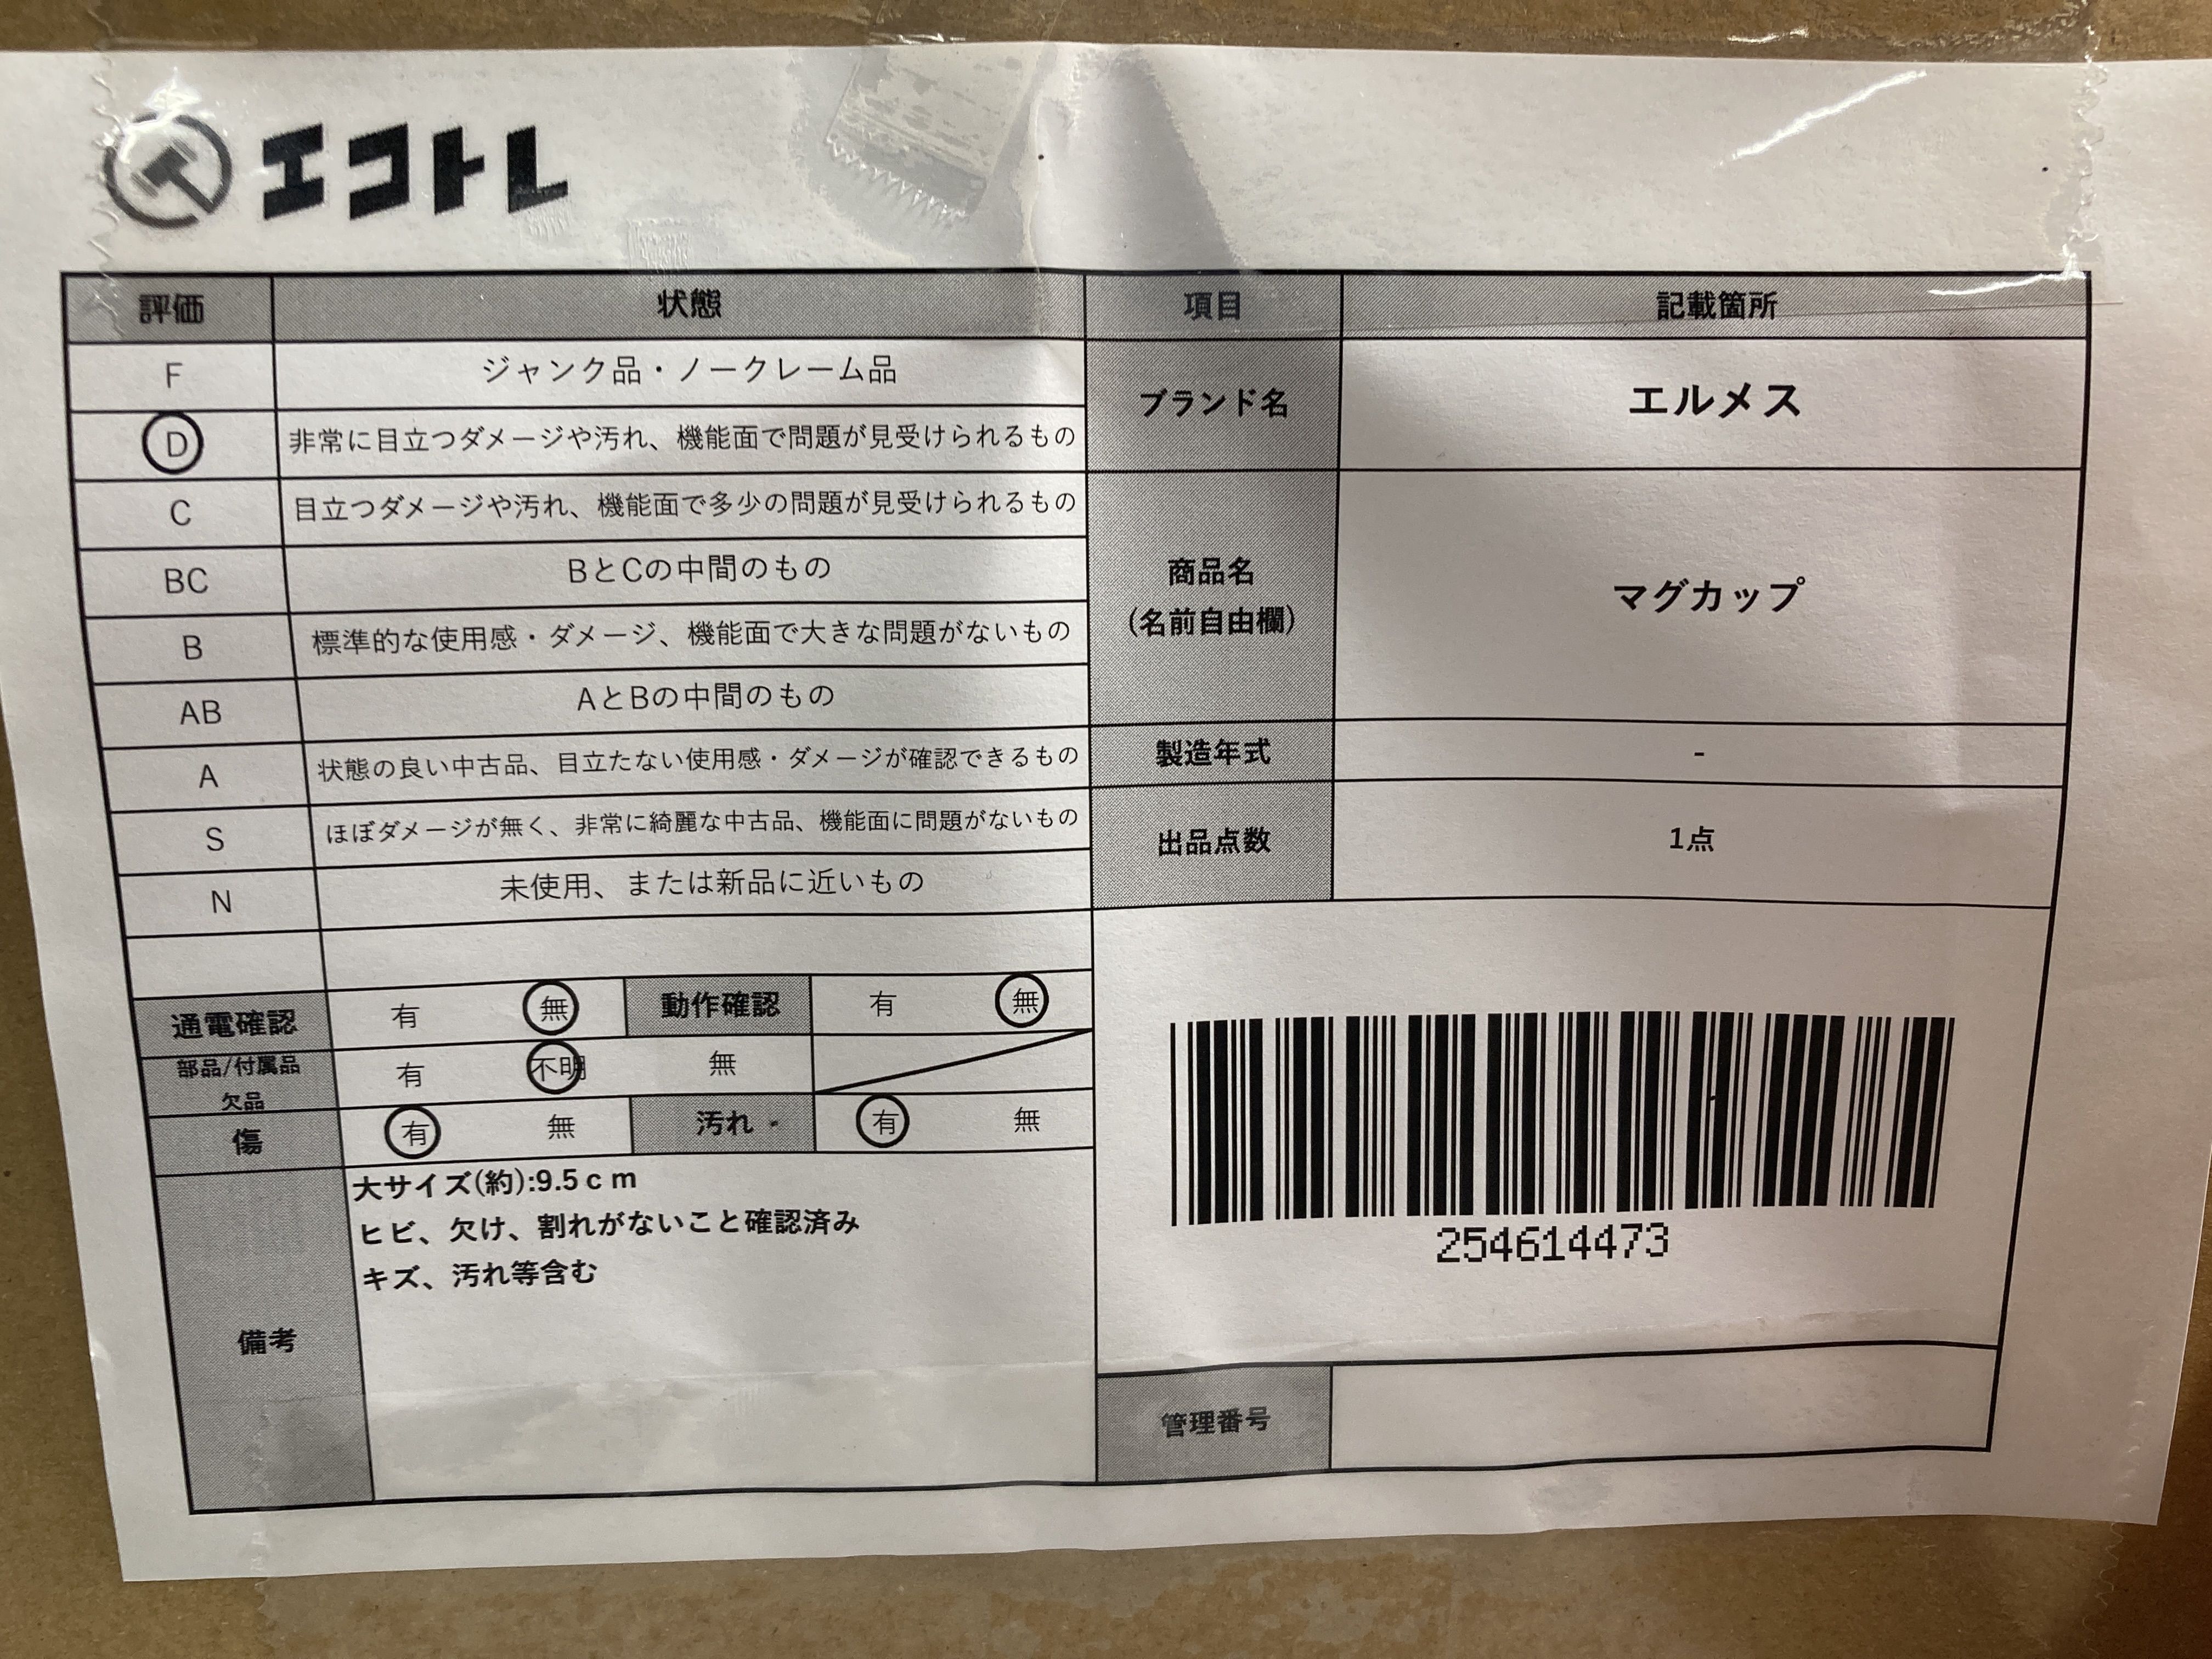 エコトレ
評価 状態 項目 記載箇所
F ジャンク品・ノークレーム品
D 非常に目立つダメージや汚れ、機能面で問題が見受けられるもの
ブランド名 エルメス
C 目立つダメージや汚れ、機能面で多少の問題が見受けられるもの
BC BとCの中間のもの
B 標準的な使用感・ダメージ、機能面で大きな問題がないもの
商品名
(名前自由欄)
マグカップ
AB AとBの中間のもの
A 状態の良い中古品、目立たない使用感・ダメージが確認できるもの
製造年式 -
S ほぼダメージが無く、非常に綺麗な中古品、機能面に問題がないもの
出品点数 1点
N 未使用、または新品に近いもの
通電確認 有 無 動作確認 有 無
部品/付属品
欠品
有 不明 無
傷 有 無 汚れ 有 無
備考
大サイズ(約):9.5ｃｍ
ヒビ、欠け、割れがないこと確認済み
キズ、汚れ等含む
254614473
管理番号